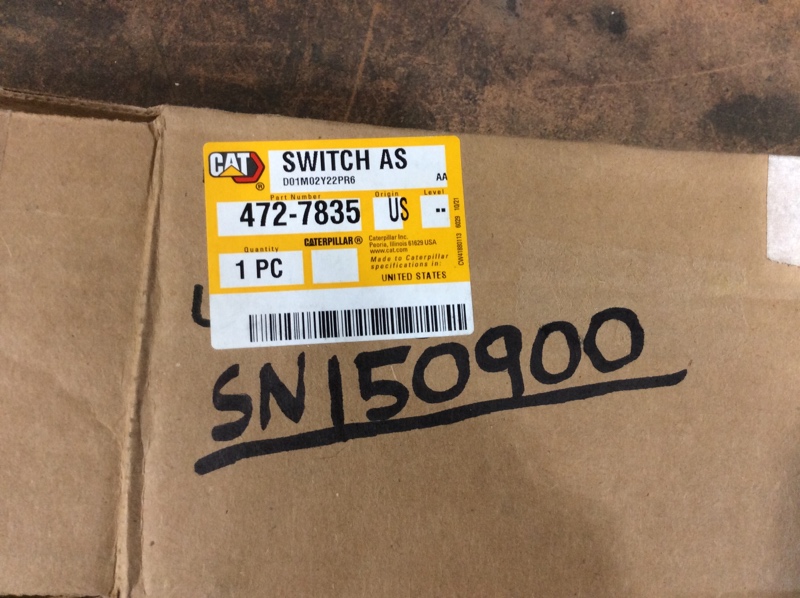 CAT®
SWITCH AS
D01M02Y22PR6 AA
Part Number Origin Level
472-7835 US --
Quantity CATERPILLAR®
1 PC
Caterpillar Inc.
Peoria, Illinois 61629 USA
www.cat.com
Made to Caterpillar
specifications in:
UNITED STATES
SN150900